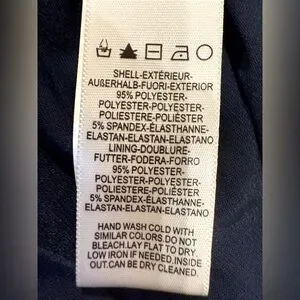 SHELL-EXTÉRIEUR-
AUßERHALB-FUORI-EXTERIOR
95% POLYESTER-
POLYESTER-POLYESTER-
POLIESTERE-POLIÉSTER
5% SPANDEX-ÉLASTHANNE-
ELASTAN-ELASTAN-ELASTANO
LINING-DOUBLURE-
FUTTER-FODERA-FORRO
95% POLYESTER-
POLYESTER-POLYESTER-
POLIESTERE-POLIÉSTER
5% SPANDEX-ÉLASTHANNE-
ELASTAN-ELASTAN-ELASTANO
HAND WASH COLD WITH
SIMILAR COLORS.DO NOT
BLEACH.LAY FLAT TO DRY
LOW IRON IF NEEDED.INSIDE
OUT.CAN BE DRY CLEANED.